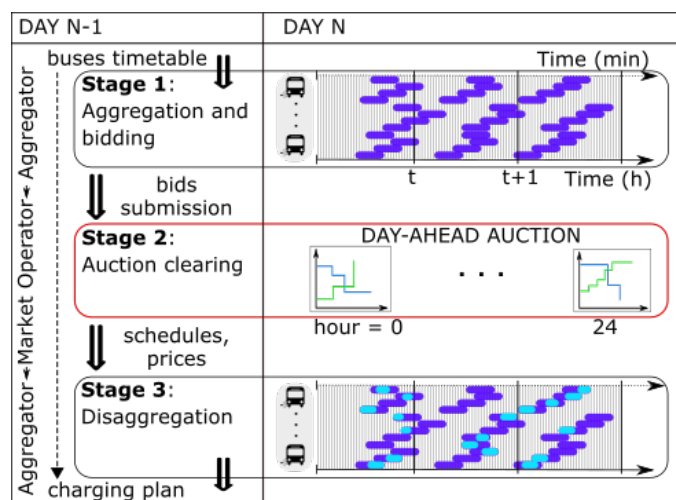 DAY N-1
DAY N
buses timetable
Time (min)
Stage 1:
Aggregation and
bidding
t
t+1
Time (h)
bids
submission
Stage 2:
Auction clearing
DAY-AHEAD AUCTION
. . .
hour = 0
24
schedules,
prices
Stage 3:
Disaggregation
charging plan
Aggregator
Market Operator
Aggregator